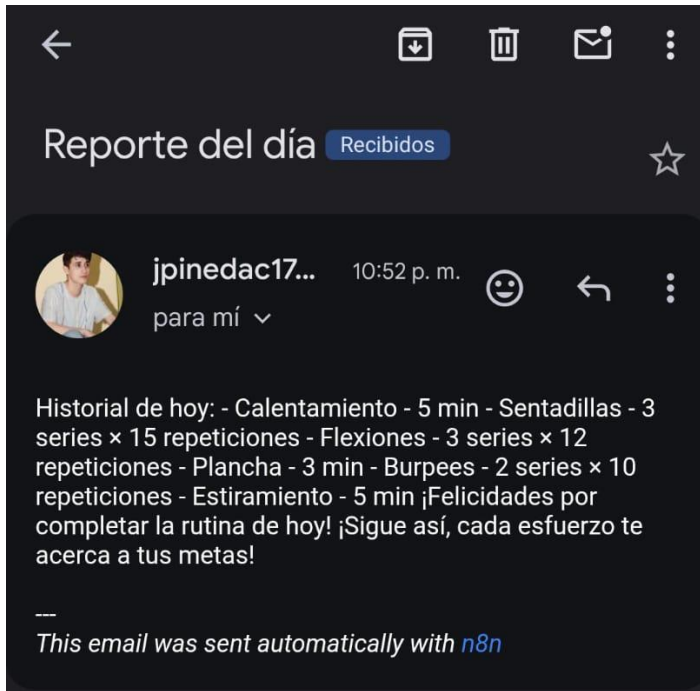 Reporte del día Recibidos
jpinedac17... 10:52 p. m.
para mí
Historial de hoy: - Calentamiento - 5 min - Sentadillas - 3
series × 15 repeticiones - Flexiones - 3 series × 12
repeticiones - Plancha - 3 min - Burpees - 2 series × 10
repeticiones - Estiramiento - 5 min ¡Felicidades por
completar la rutina de hoy! ¡Sigue así, cada esfuerzo te
acerca a tus metas!
---
This email was sent automatically with n8n